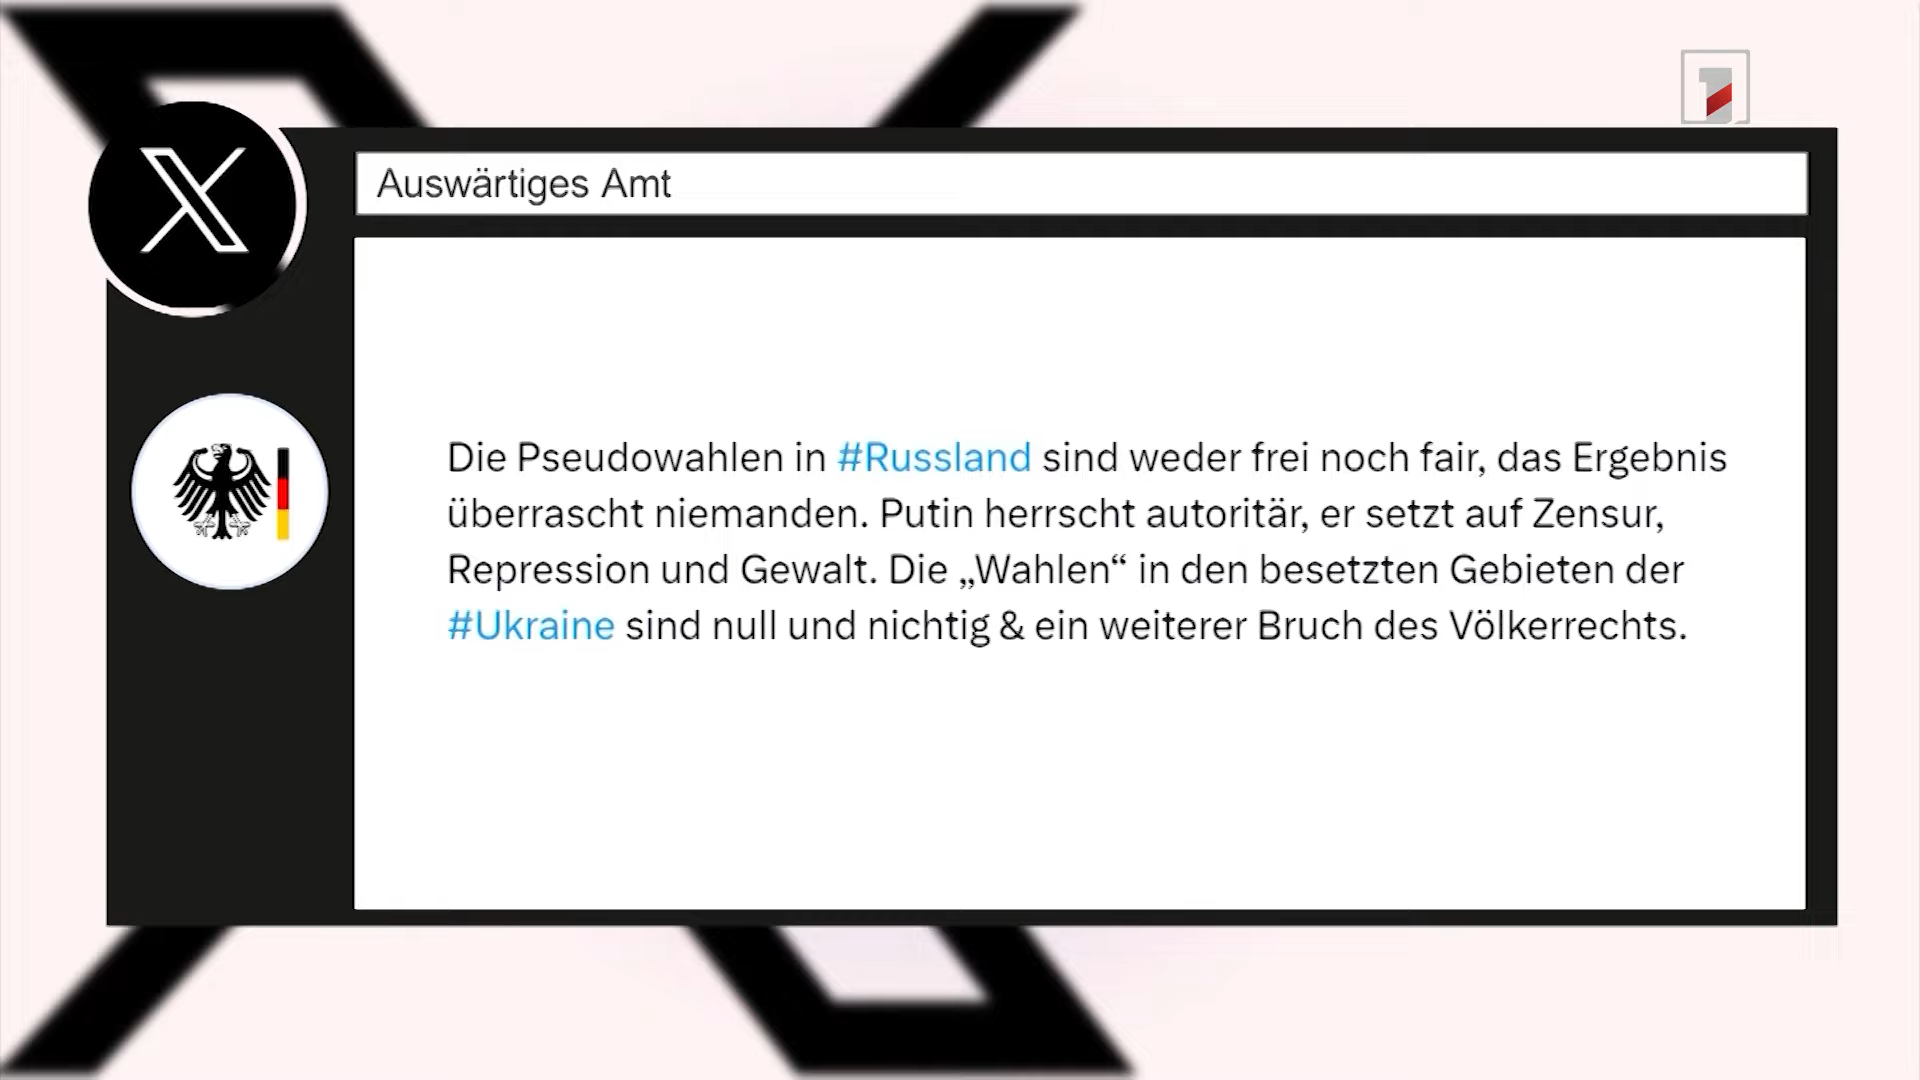 Auswärtiges Amt
Die Pseudowahlen in #Russland sind weder frei noch fair, das Ergebnis
überrascht niemanden. Putin herrscht autoritär, er setzt auf Zensur,
Repression und Gewalt. Die „Wahlen“ in den besetzten Gebieten der
#Ukraine sind null und nichtig & ein weiterer Bruch des Völkerrechts.